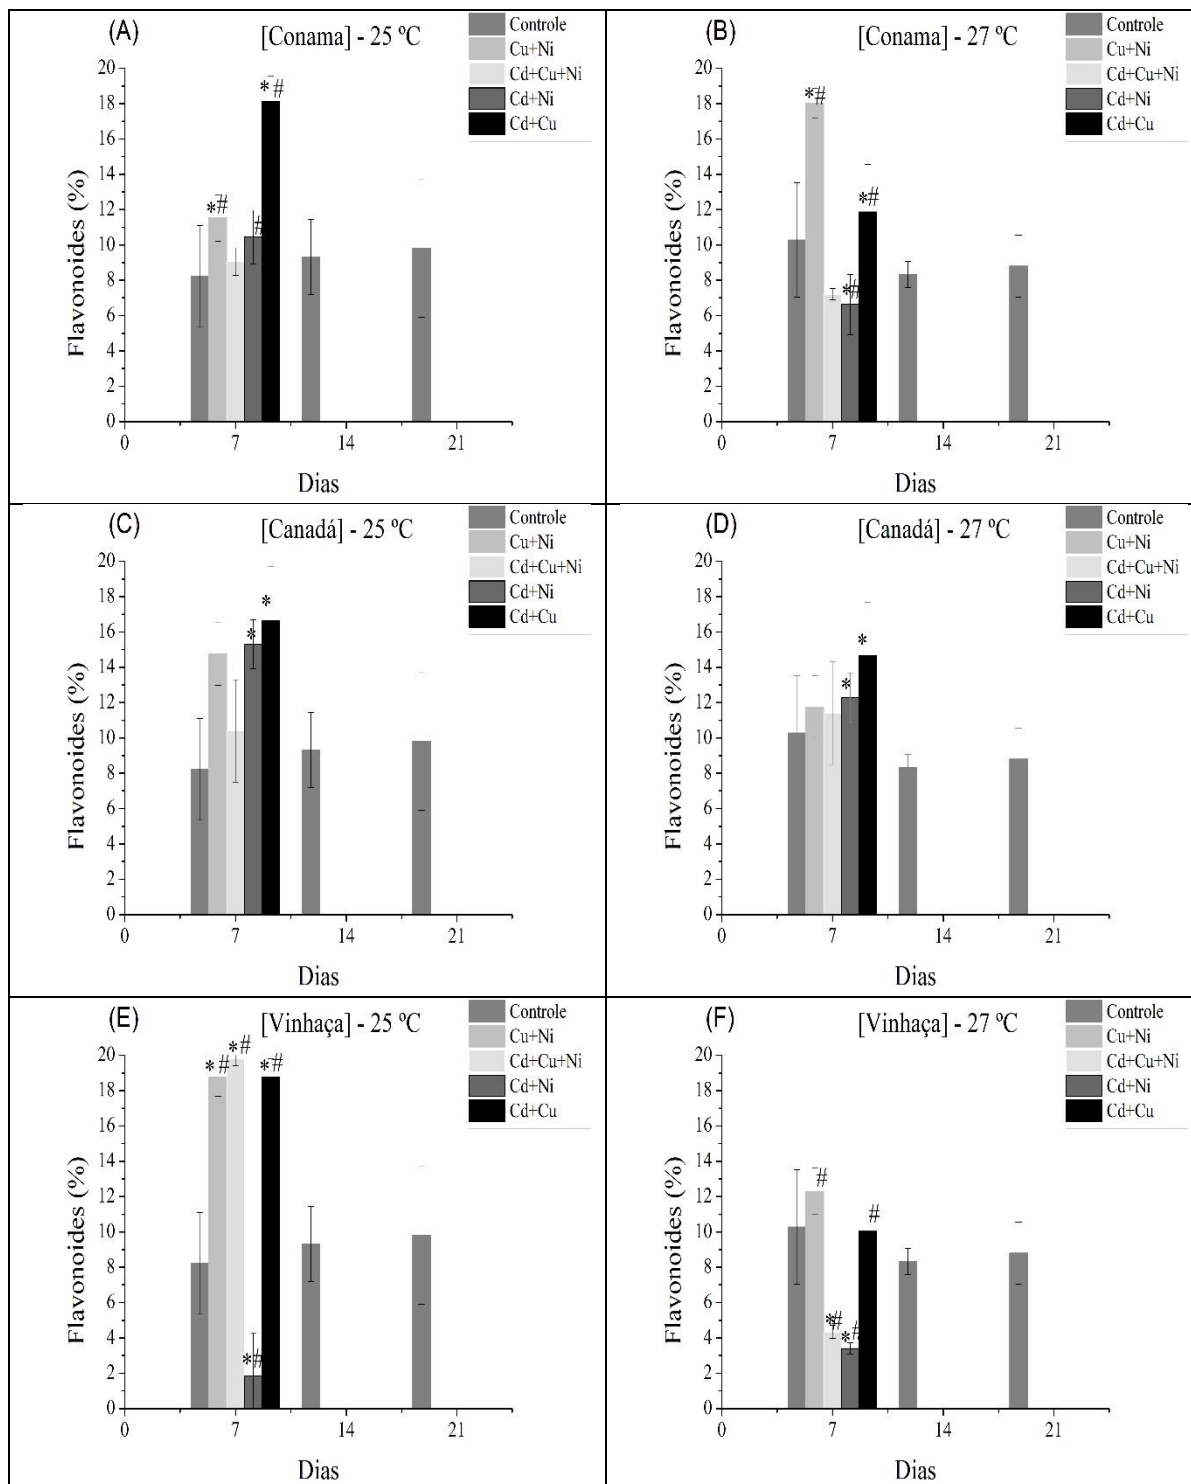 (A)
[Conama] - 25 ºC
Controle
Cu+Ni
Cd+Cu+Ni
Cd+Ni
Cd+Cu
Flavonoides (%)
20
18
16
14
12
10
8
6
4
2
0
*#
#
*#
0 7 14 21
Dias
(B)
[Conama] - 27 ºC
Controle
Cu+Ni
Cd+Cu+Ni
Cd+Ni
Cd+Cu
Flavonoides (%)
20
18
16
14
12
10
8
6
4
2
0
*#
*#
*#
0 7 14 21
Dias
(C)
[Canadá] - 25 ºC
Controle
Cu+Ni
Cd+Cu+Ni
Cd+Ni
Cd+Cu
Flavonoides (%)
20
18
16
14
12
10
8
6
4
2
0
*
*
0 7 14 21
Dias
(D)
[Canadá] - 27 ºC
Controle
Cu+Ni
Cd+Cu+Ni
Cd+Ni
Cd+Cu
Flavonoides (%)
20
18
16
14
12
10
8
6
4
2
0
*
*
0 7 14 21
Dias
(E)
[Vinhaça] - 25 ºC
Controle
Cu+Ni
Cd+Cu+Ni
Cd+Ni
Cd+Cu
Flavonoides (%)
20
18
16
14
12
10
8
6
4
2
0
*#
*#
*#
*#
0 7 14 21
Dias
(F)
[Vinhaça] - 27 ºC
Controle
Cu+Ni
Cd+Cu+Ni
Cd+Ni
Cd+Cu
Flavonoides (%)
20
18
16
14
12
10
8
6
4
2
0
#
*#
*#
#
0 7 14 21
Dias